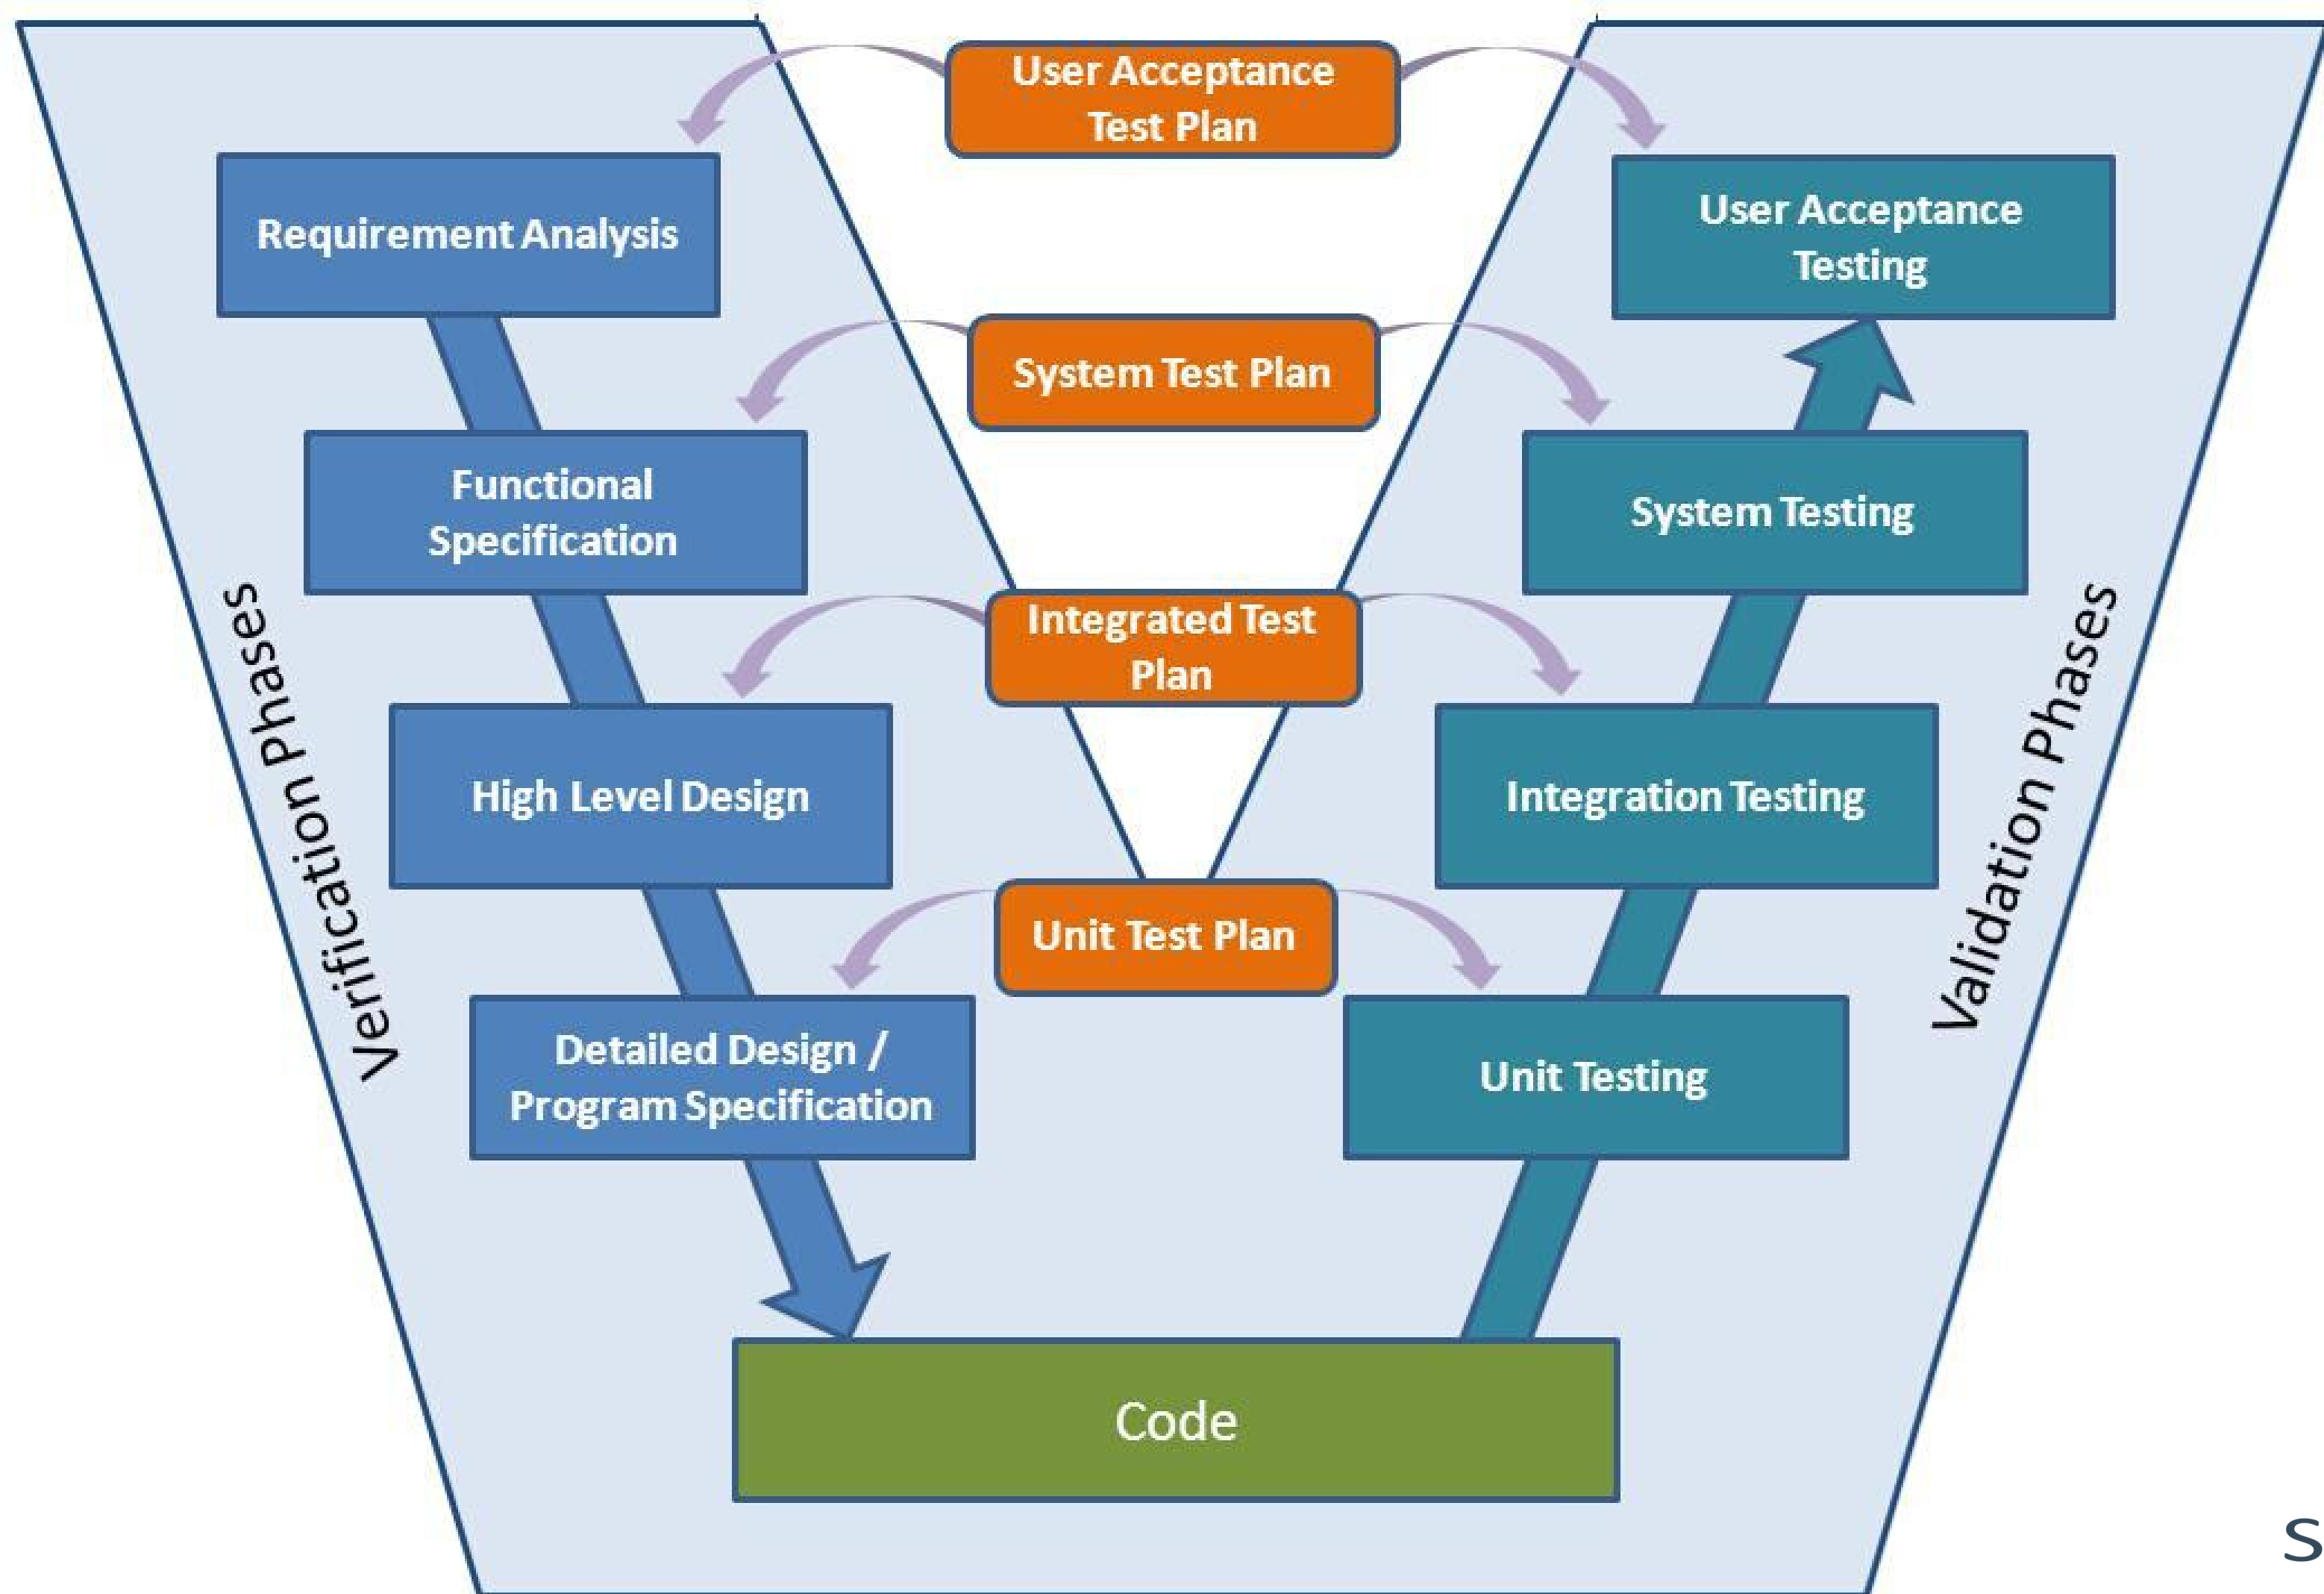 User Acceptance
Test Plan
Requirement Analysis
User Acceptance
Testing
System Test Plan
Functional
Specification
System Testing
Integrated Test
Plan
High Level Design
Integration Testing
Verification Phases
Validation Phases
Unit Test Plan
Detailed Design /
Program Specification
Unit Testing
Code
S